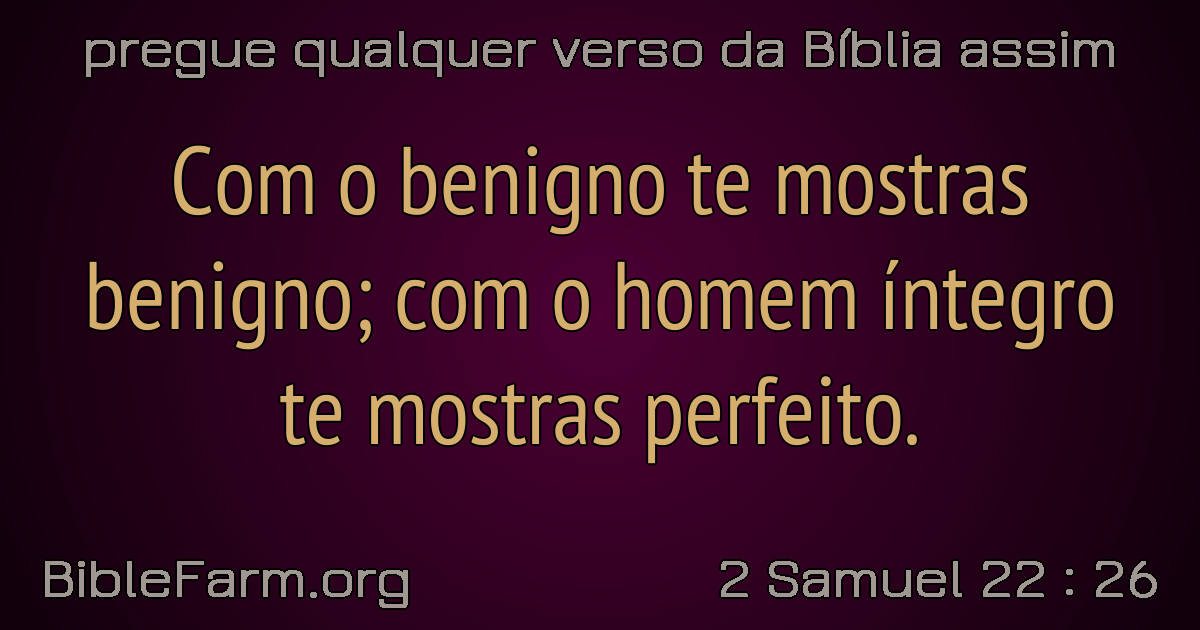 pregue qualquer verso da Bíblia assim
Com o benigno te mostras
benigno; com o homem íntegro
te mostras perfeito.
BibleFarm.org
2 Samuel 22 : 26